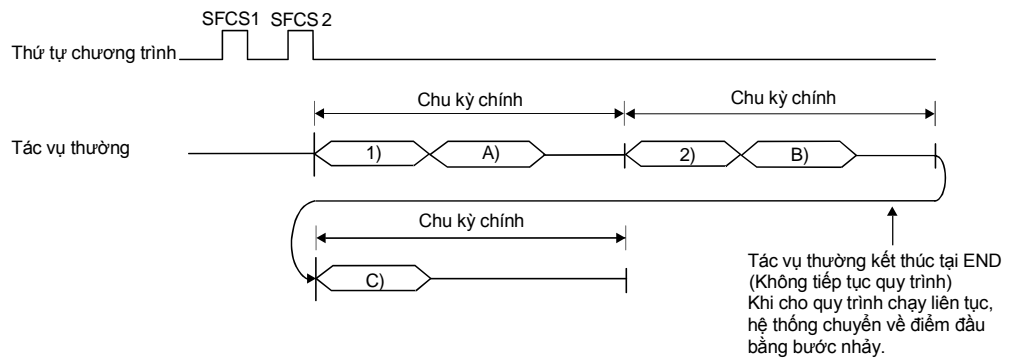 SFCS1 SFCS 2
Thứ tự chương trình
Chu kỳ chính Chu kỳ chính
Tác vụ thường
1) A) 2) B)
Chu kỳ chính
C)
Tác vụ thường kết thúc tại END
(Không tiếp tục quy trình)
Khi cho quy trình chạy liên tục,
hệ thống chuyển về điểm đầu
bằng bước nhảy.